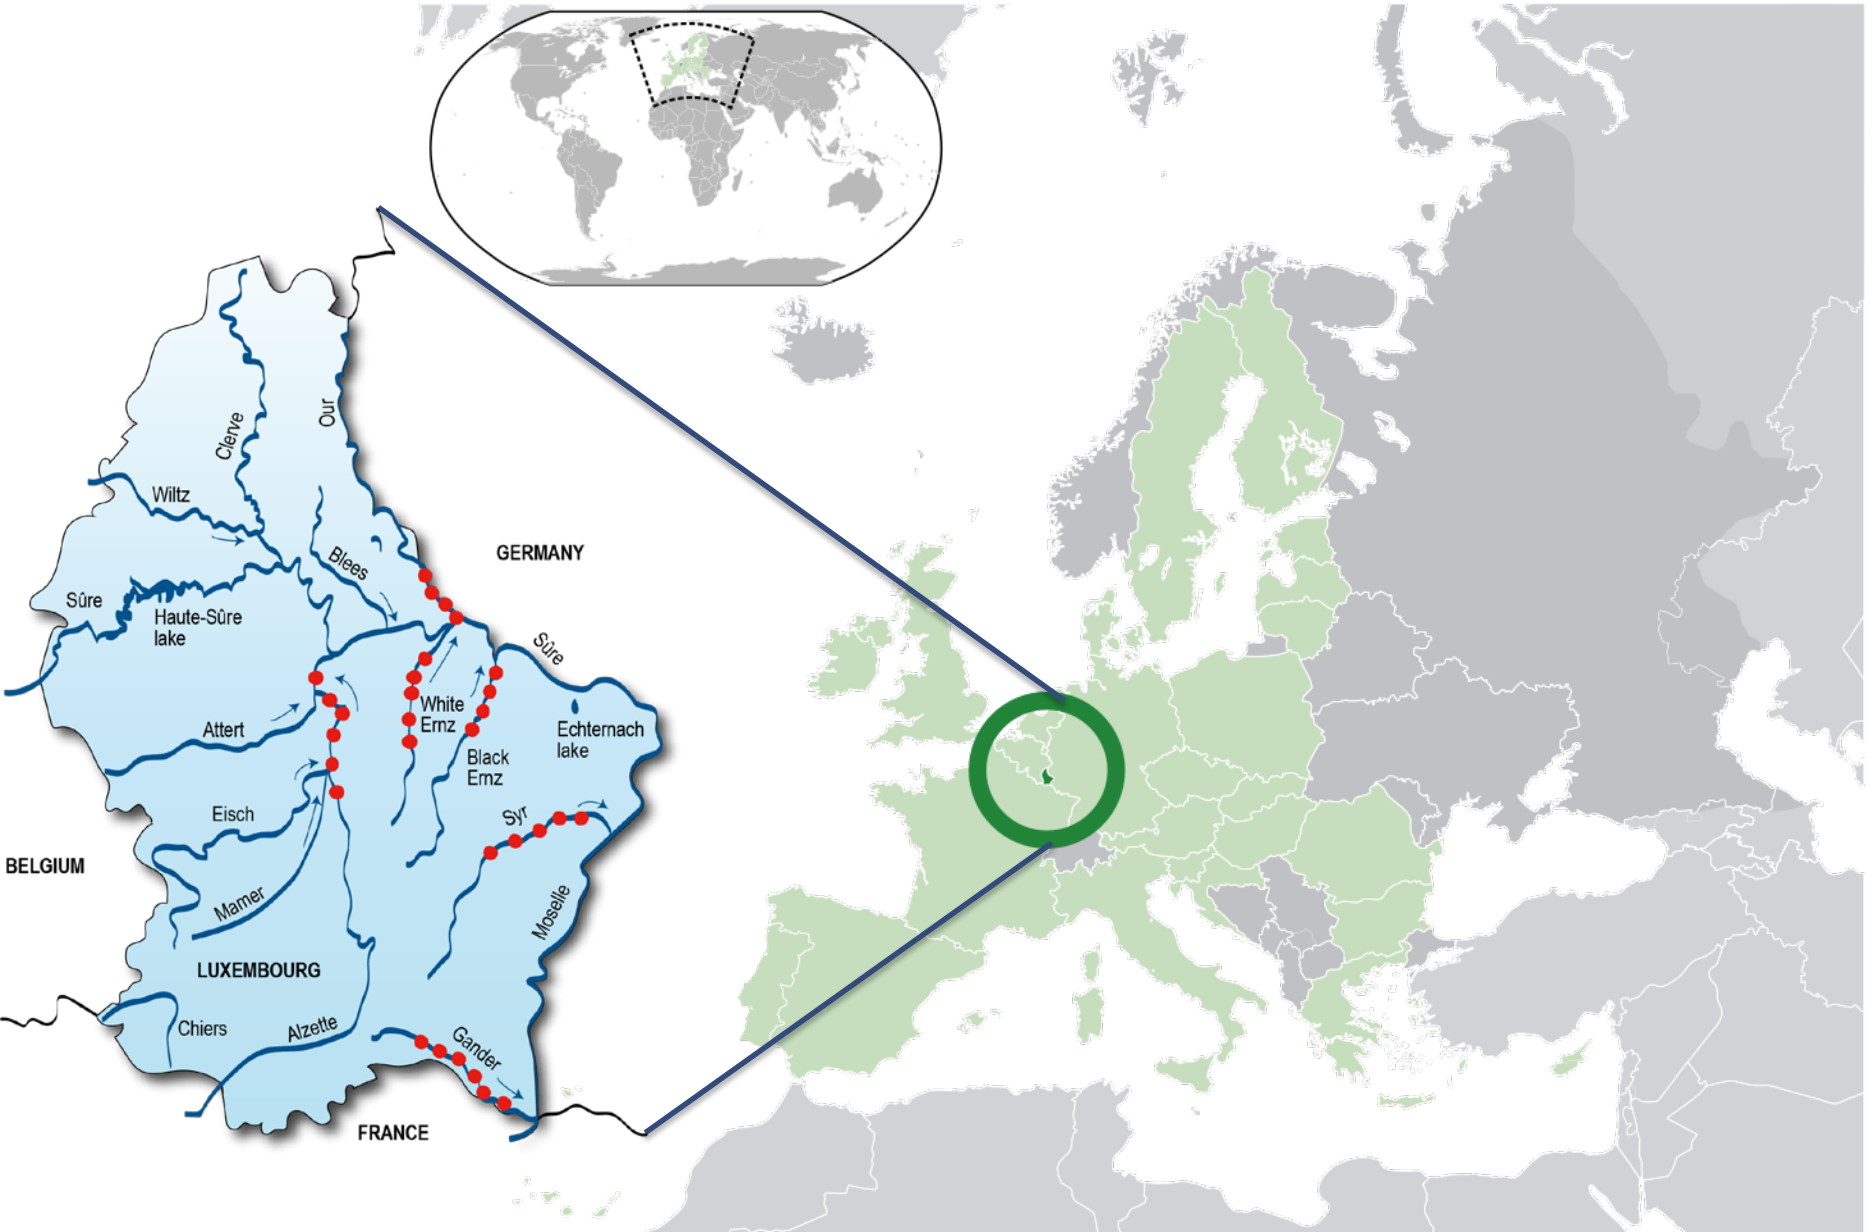 Our
Clerve
Wiltz
GERMANY
Blees
Sûre
Haute-Sûre
lake
Sûre
White
Ernz
Echternach
lake
Attert
Black
Ernz
Eisch
Syr
BELGIUM
Mamer
Moselle
LUXEMBOURG
Chiers
Alzette
Gander
FRANCE